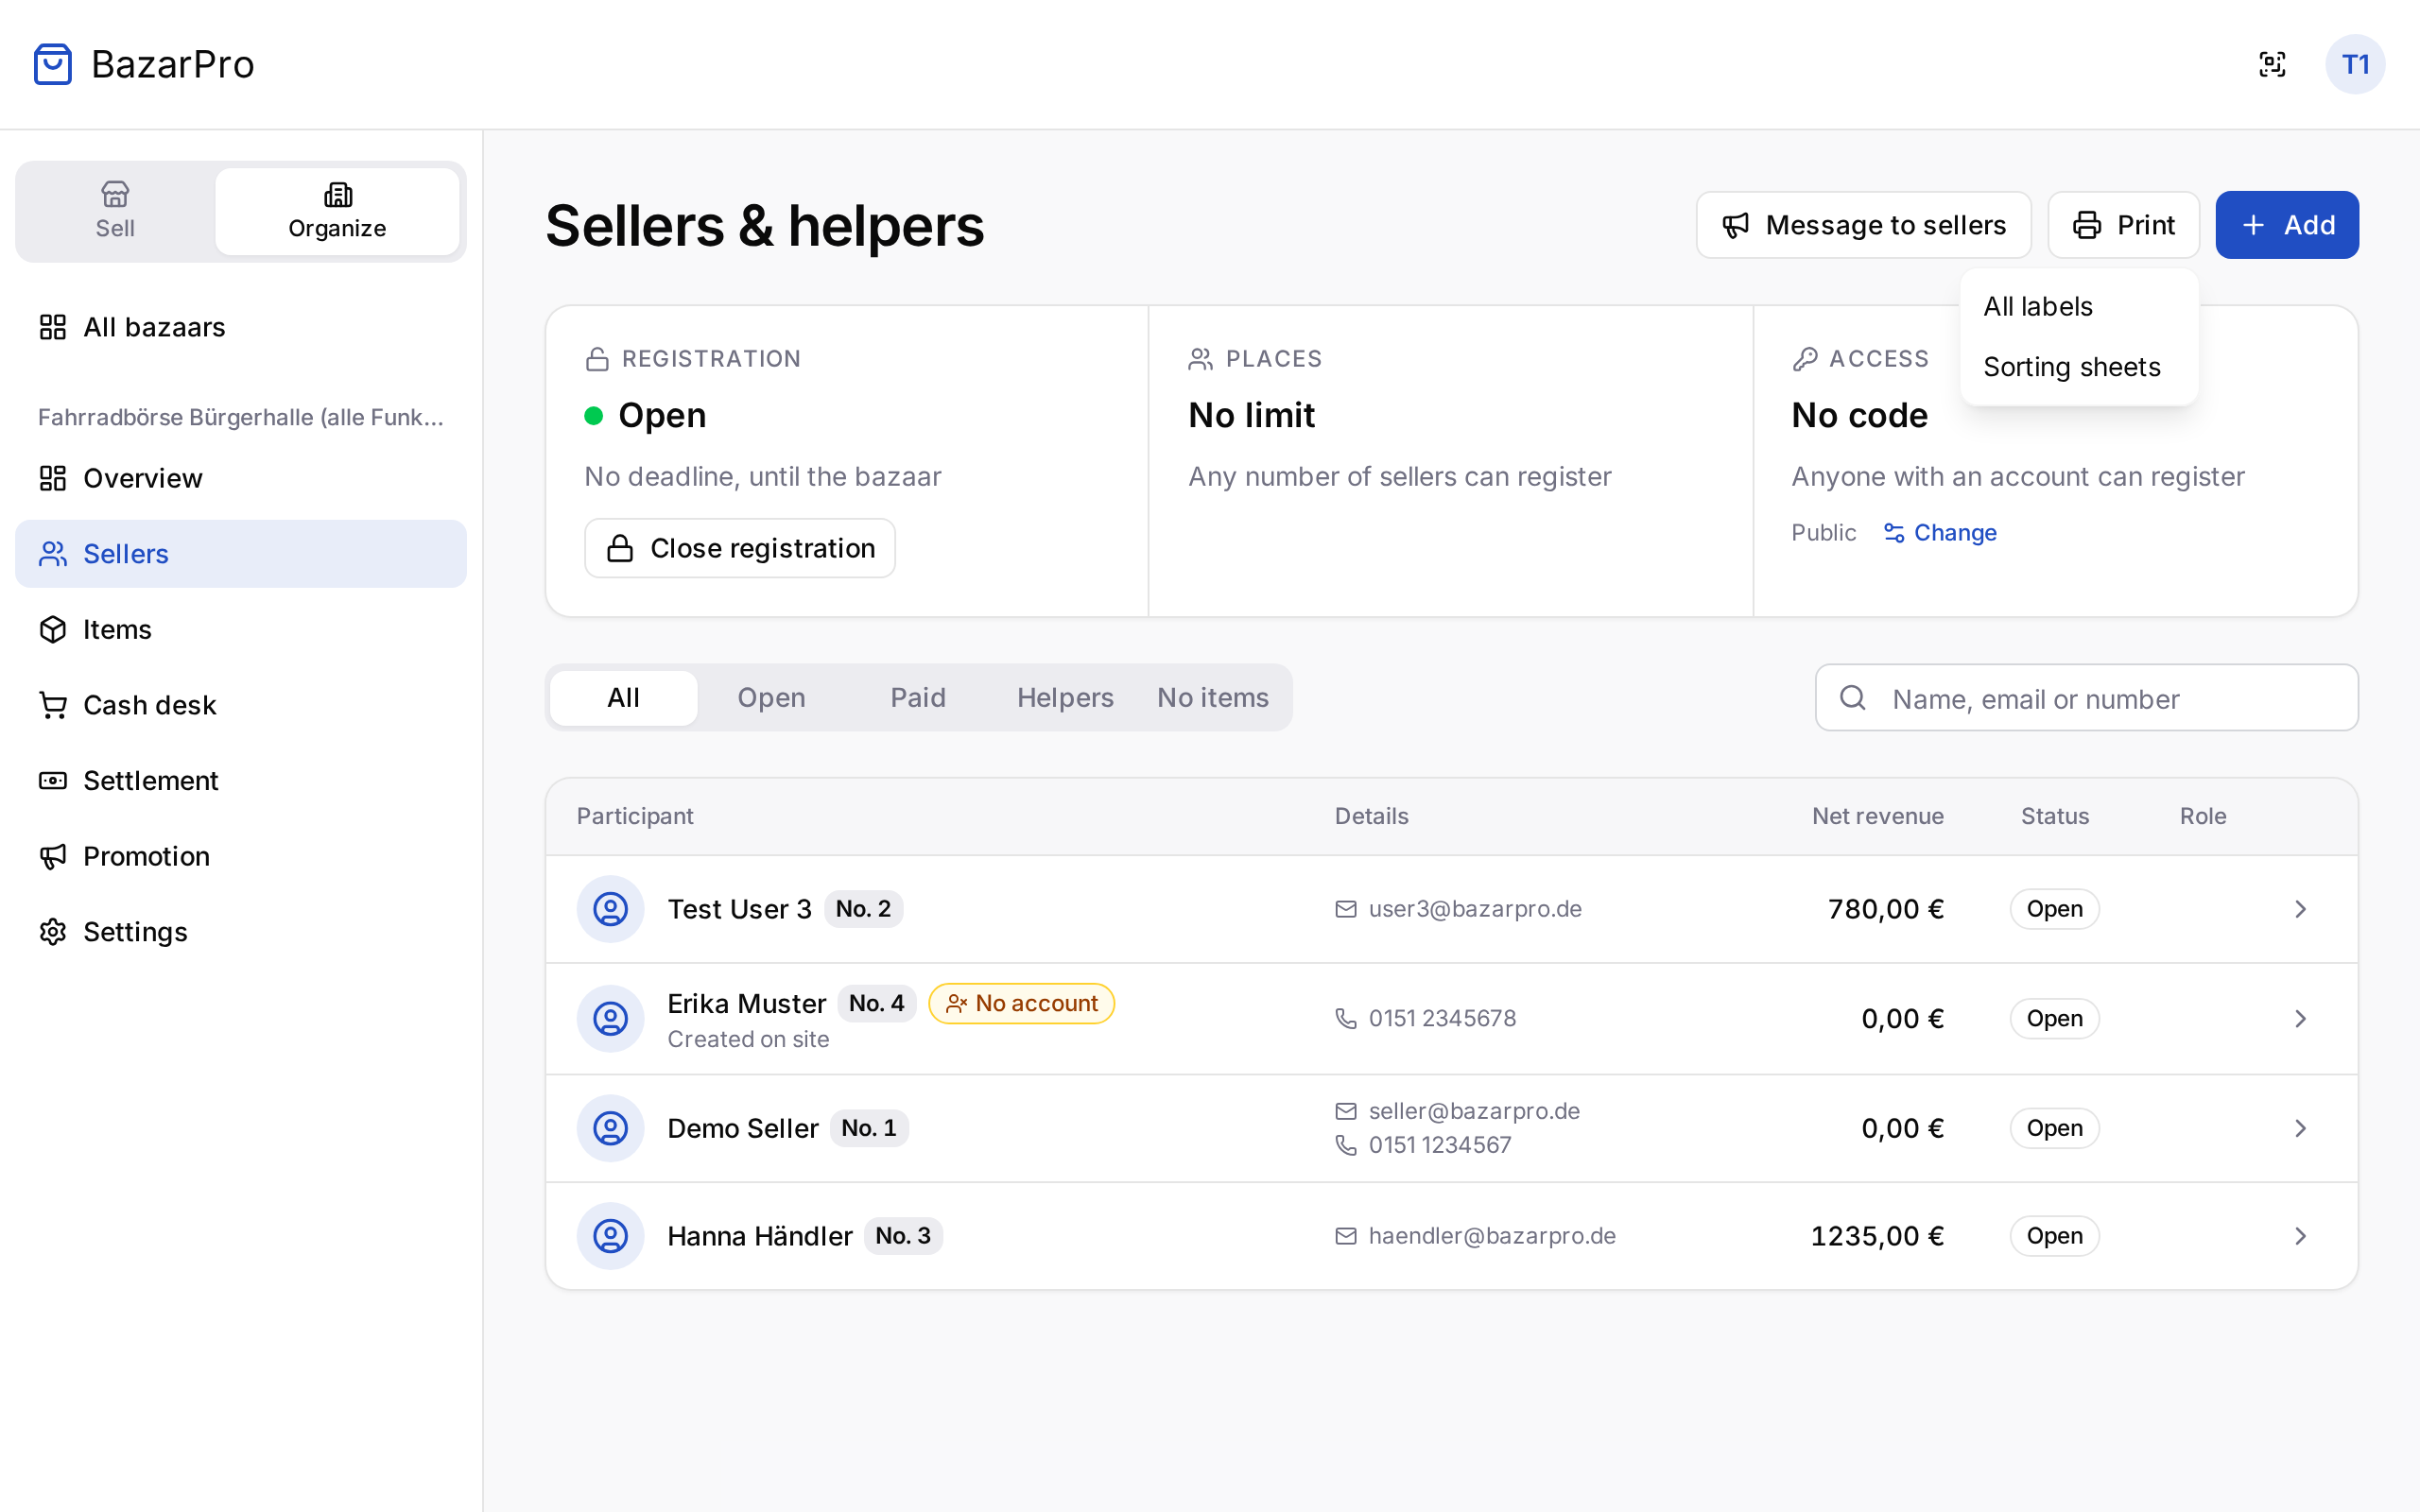 BazarPro
T1
Sell
Organize
All bazaars
Fahrradbörse Bürgerhalle (alle Funk...
Overview
Sellers
Items
Cash desk
Settlement
Promotion
Settings
Sellers & helpers
Message to sellers
Print
Add
All labels
Sorting sheets
REGISTRATION
Open
No deadline, until the bazaar
Close registration
PLACES
No limit
Any number of sellers can register
ACCESS
No code
Anyone with an account can register
Public Change
All Open Paid Helpers No items
Name, email or number
Participant Details Net revenue Status Role
Test User 3 No. 2 user3@bazarpro.de 780,00 € Open
Erika Muster No. 4 No account 0151 2345678 0,00 € Open
Created on site
Demo Seller No. 1 seller@bazarpro.de 0,00 € Open
0151 1234567
Hanna Händler No. 3 haendler@bazarpro.de 1235,00 € Open